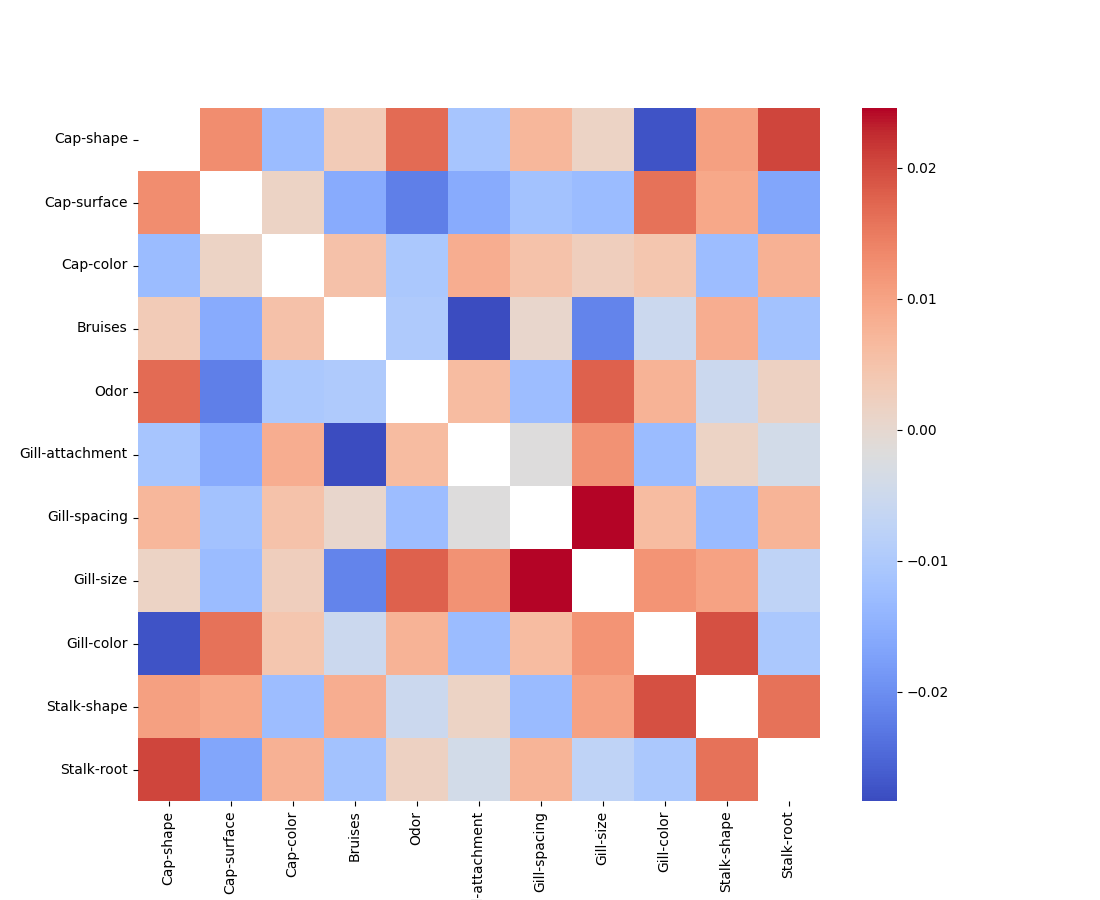 Cap-shape
Cap-surface
Cap-color
Bruises
Odor
Gill-attachment
Gill-spacing
Gill-size
Gill-color
Stalk-shape
Stalk-root
Cap-shape
Cap-surface
Cap-color
Bruises
Odor
-attachment
Gill-spacing
Gill-size
Gill-color
Stalk-shape
Stalk-root
0.02
0.01
0.00
−0.01
−0.02